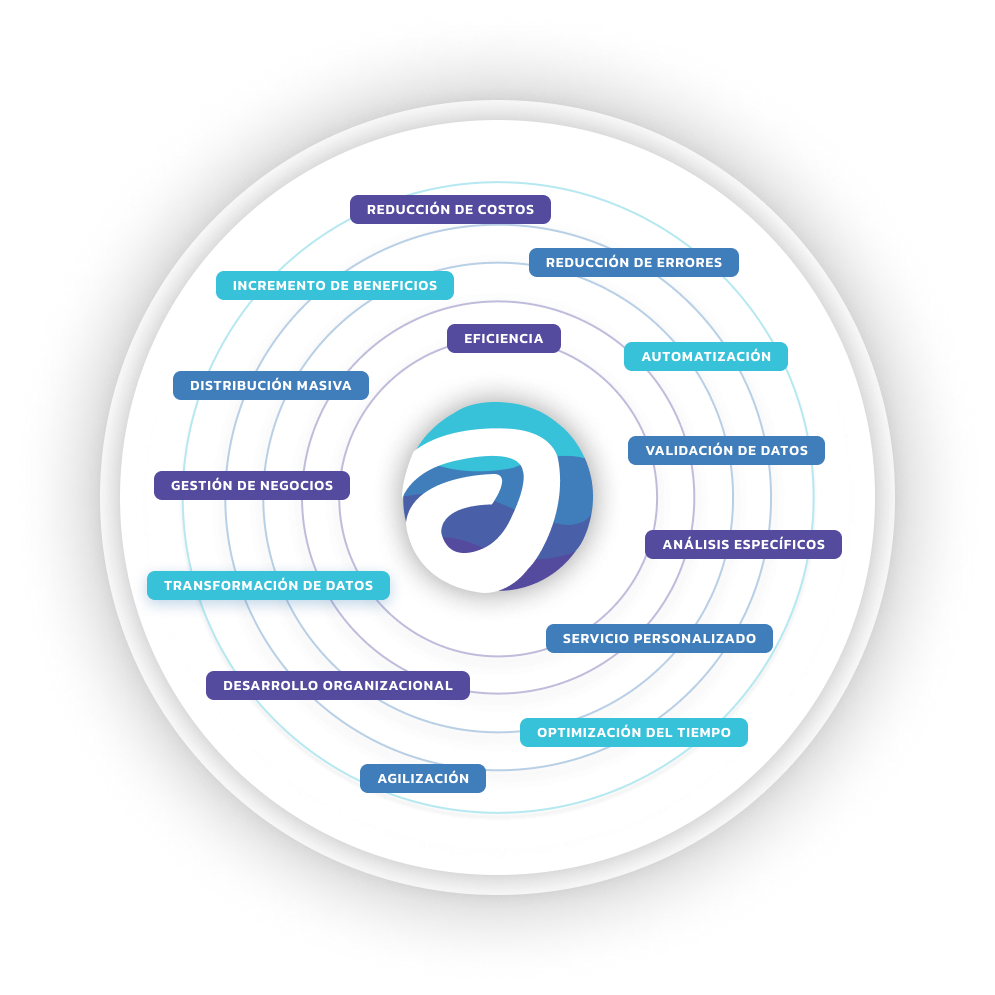 REDUCCIÓN DE COSTOS
REDUCCIÓN DE ERRORES
INCREMENTO DE BENEFICIOS
EFICIENCIA
AUTOMATIZACIÓN
DISTRIBUCIÓN MASIVA
VALIDACIÓN DE DATOS
GESTIÓN DE NEGOCIOS
ANÁLISIS ESPECÍFICOS
TRANSFORMACIÓN DE DATOS
SERVICIO PERSONALIZADO
DESARROLLO ORGANIZACIONAL
OPTIMIZACIÓN DEL TIEMPO
AGILIZACIÓN